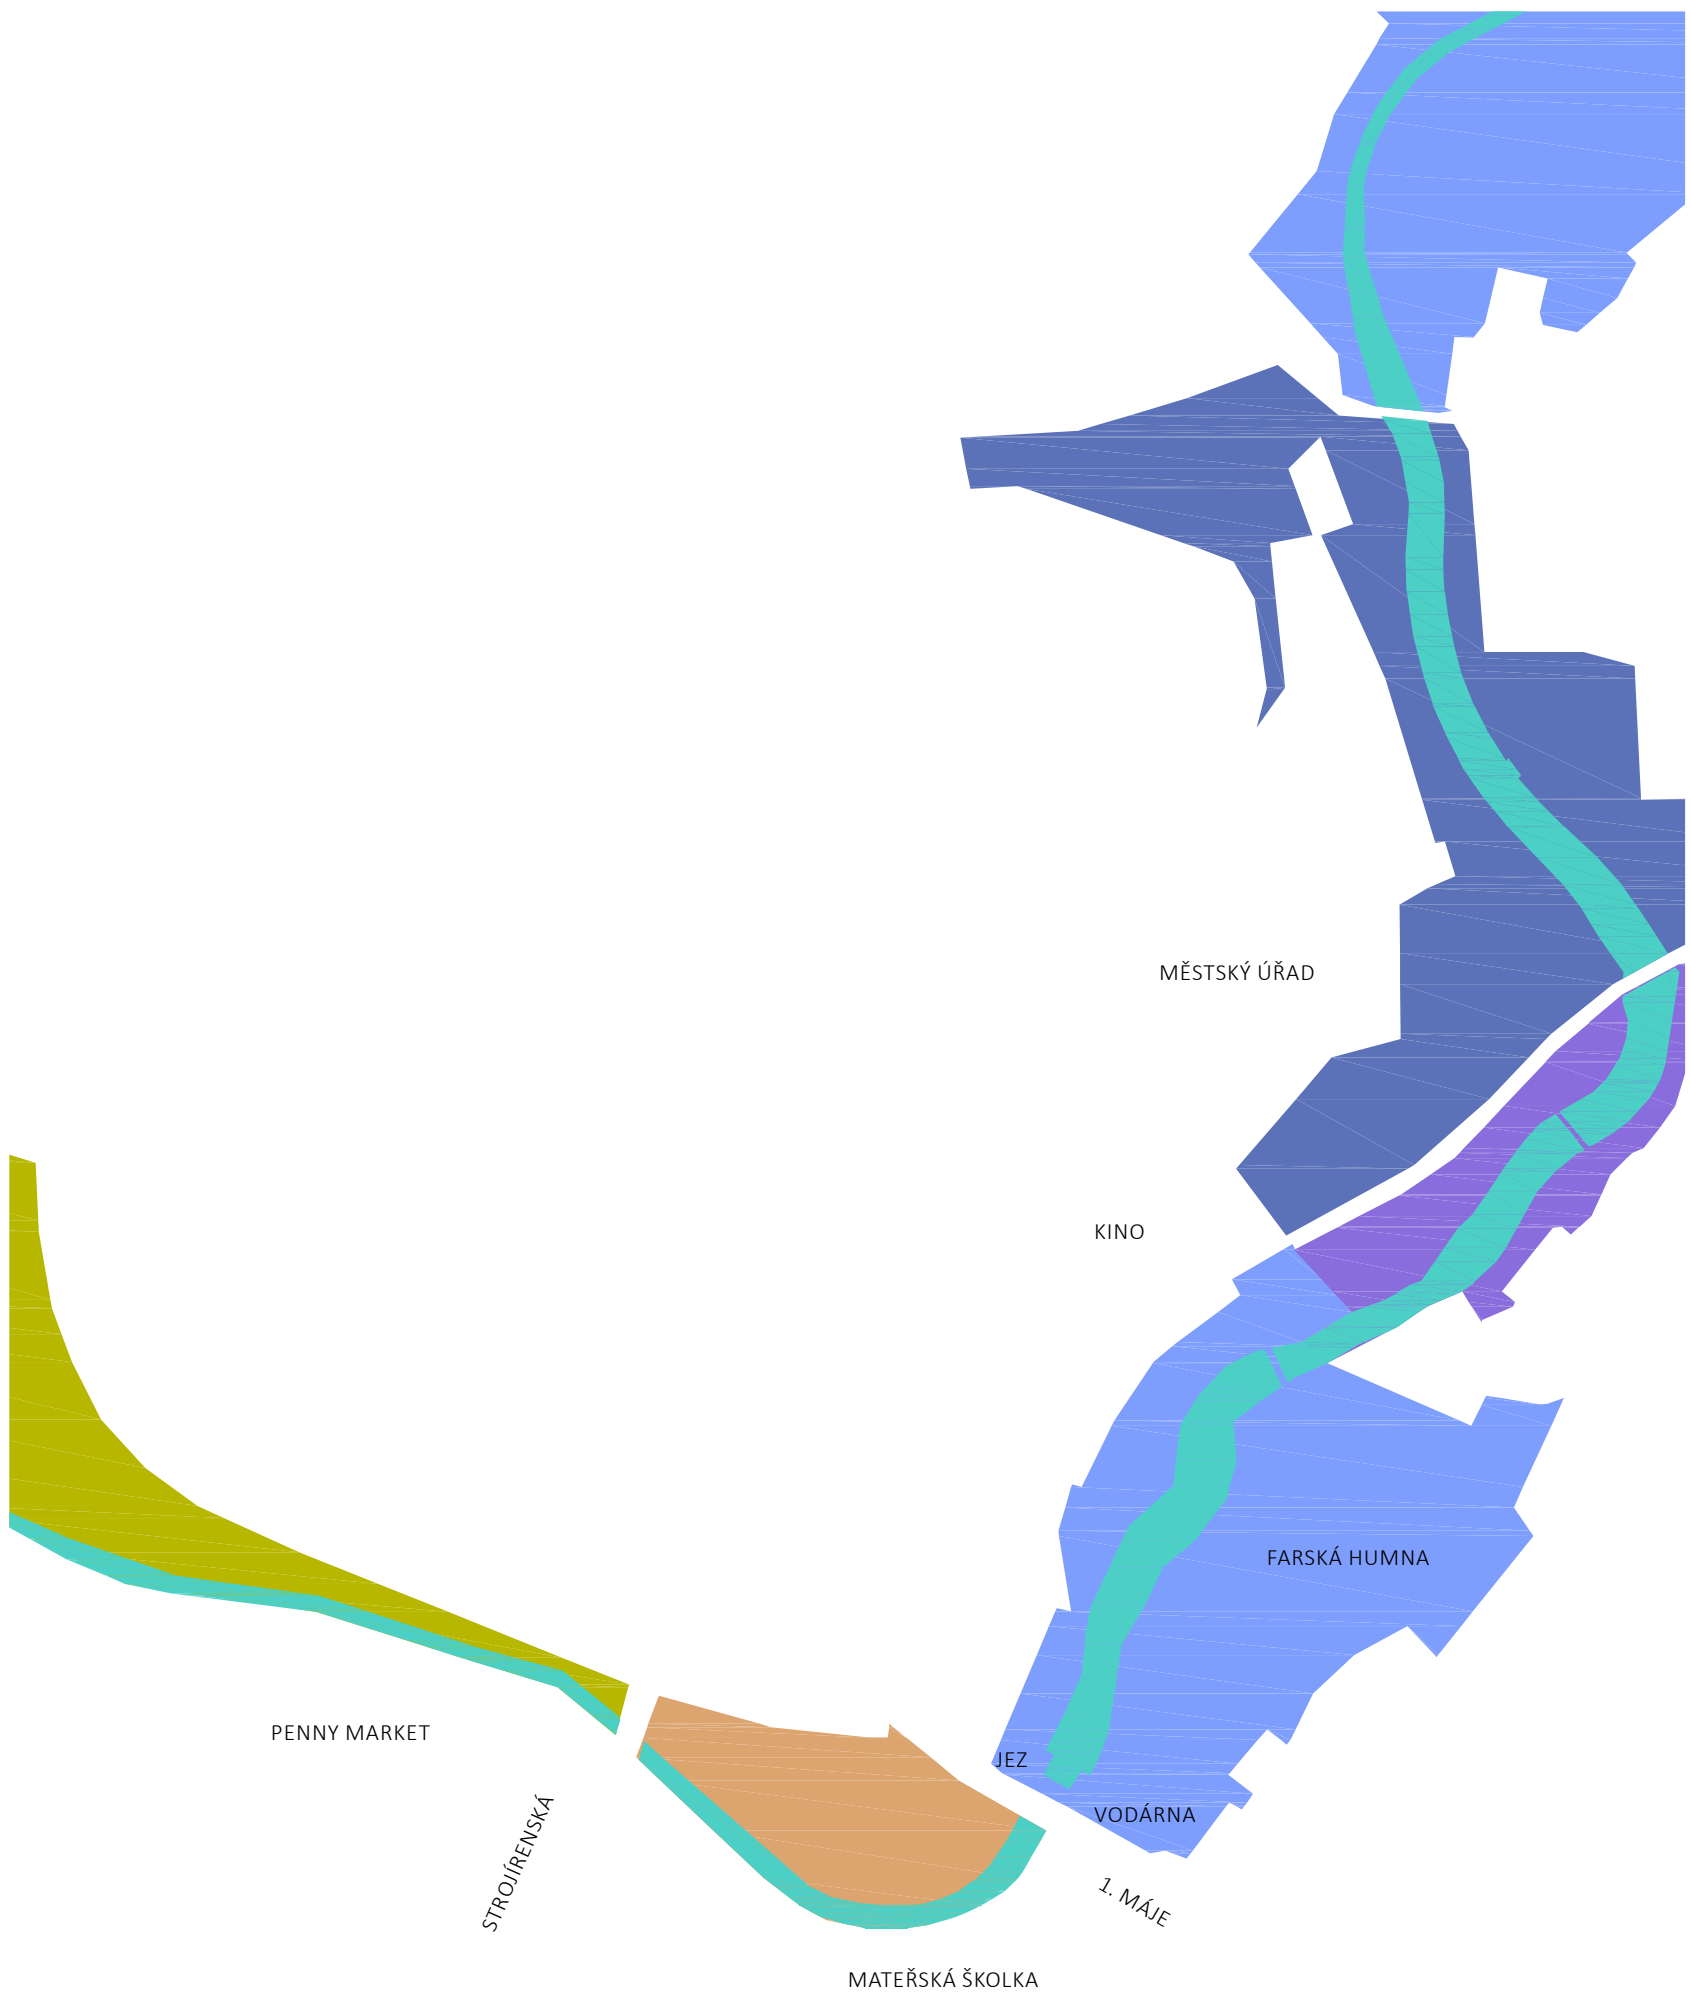 MĚSTSKÝ ÚŘAD
KINO
FARSKÁ HUMNA
PENNY MARKET
JEZ
VODÁRNA
STROJÍRENSKÁ
1. MÁJE
MATEŘSKÁ ŠKOLKA